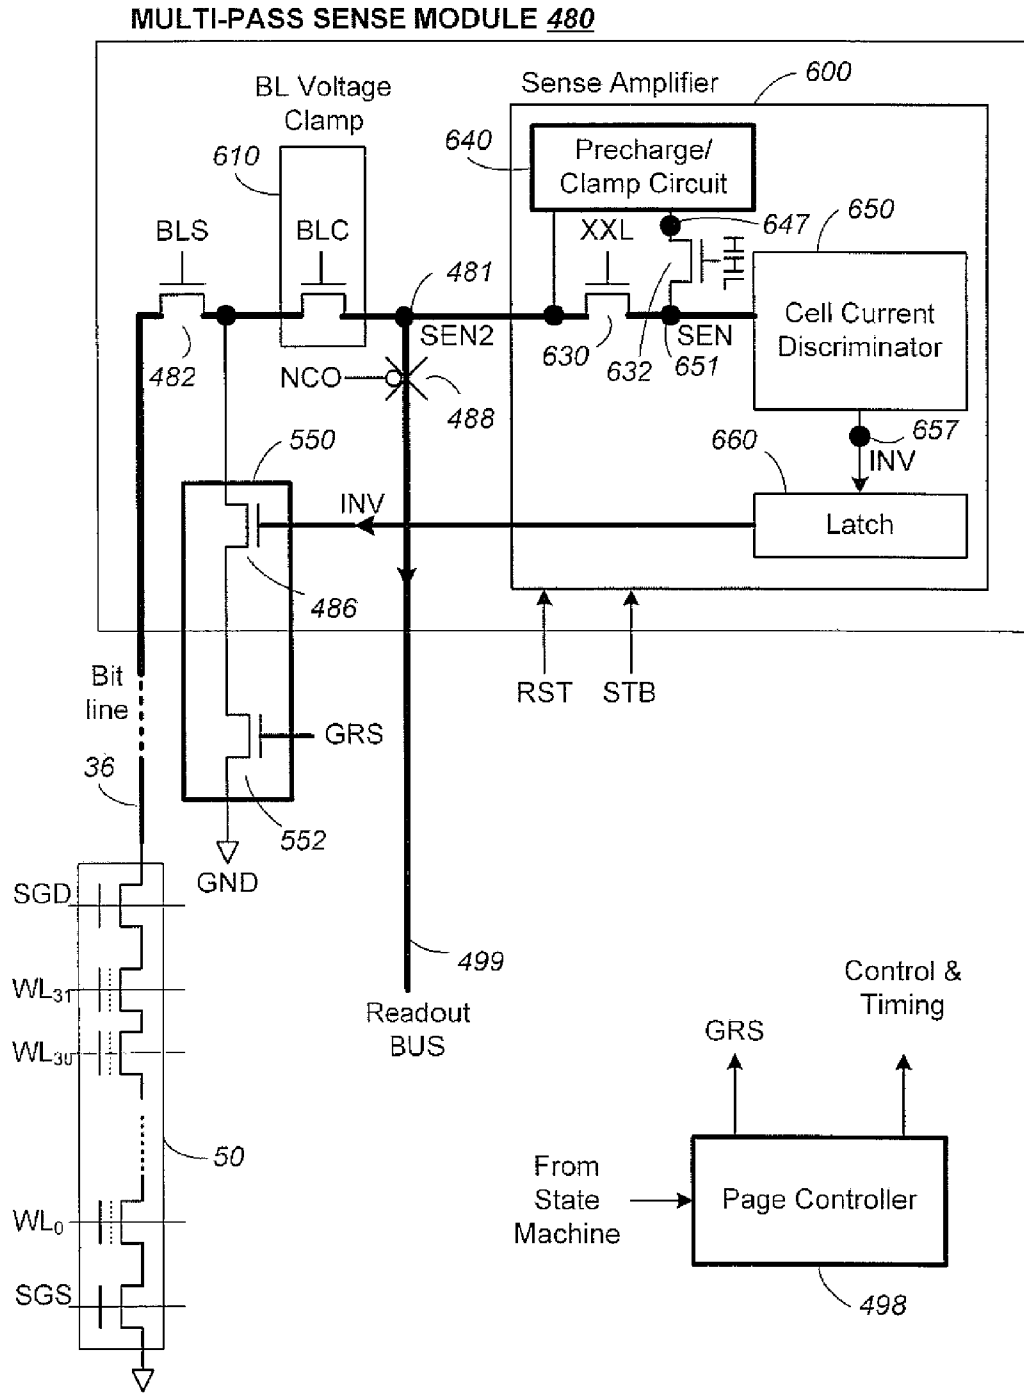 MULTI-PASS SENSE MODULE 480
600
BL Voltage
Clamp
Sense Amplifier
640
Precharge/
Clamp Circuit
610
647
650
BLS
BLC
XXL
HHL
481
SEN2
SEN
Cell Current
Discriminator
482
630
632
651
NCO
488
657
INV
550
660
INV
Latch
486
RST
STB
Bit
line
GRS
36
552
GND
SGD
499
WL31
Readout
BUS
Control &
Timing
GRS
WL30
50
From
State
Machine
Page Controller
WL0
SGS
498